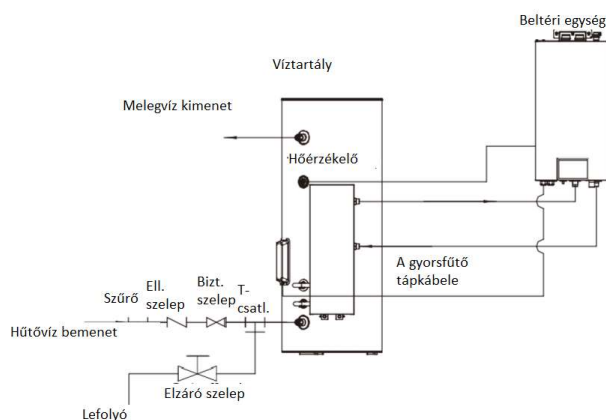 Beltéri egység
Víztartály
Melegvíz kimenet
Hőérzékelő
A gyorsfűtő
tápkábele
Ell.
szelep
Bizt.
szelep
T-
csatl.
Szűrő
Hűtővíz bemenet
Elzáró szelep
Lefolyó